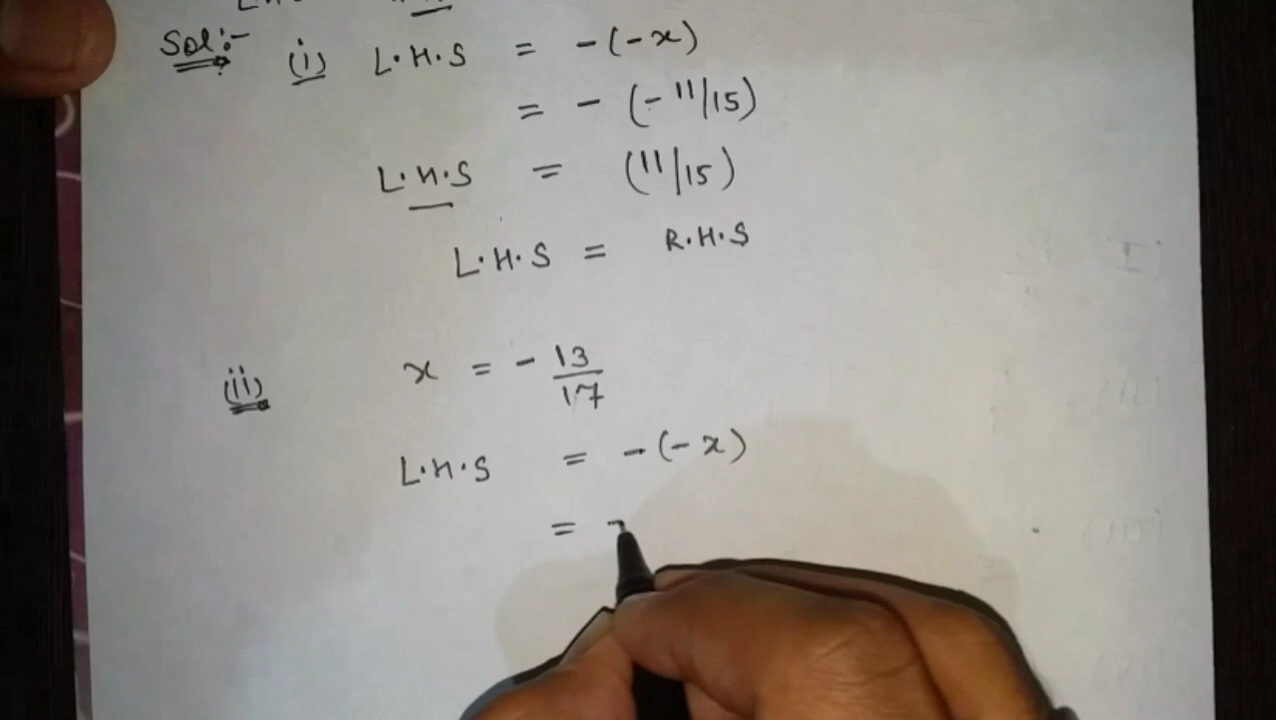 Sol:-
(i) L.H.S = -(-x)
= - (- 11/15)
L.H.S = (11/15)
L.H.S = R.H.S
(ii) x = - 13/17
L.H.S = -(-x)
= -